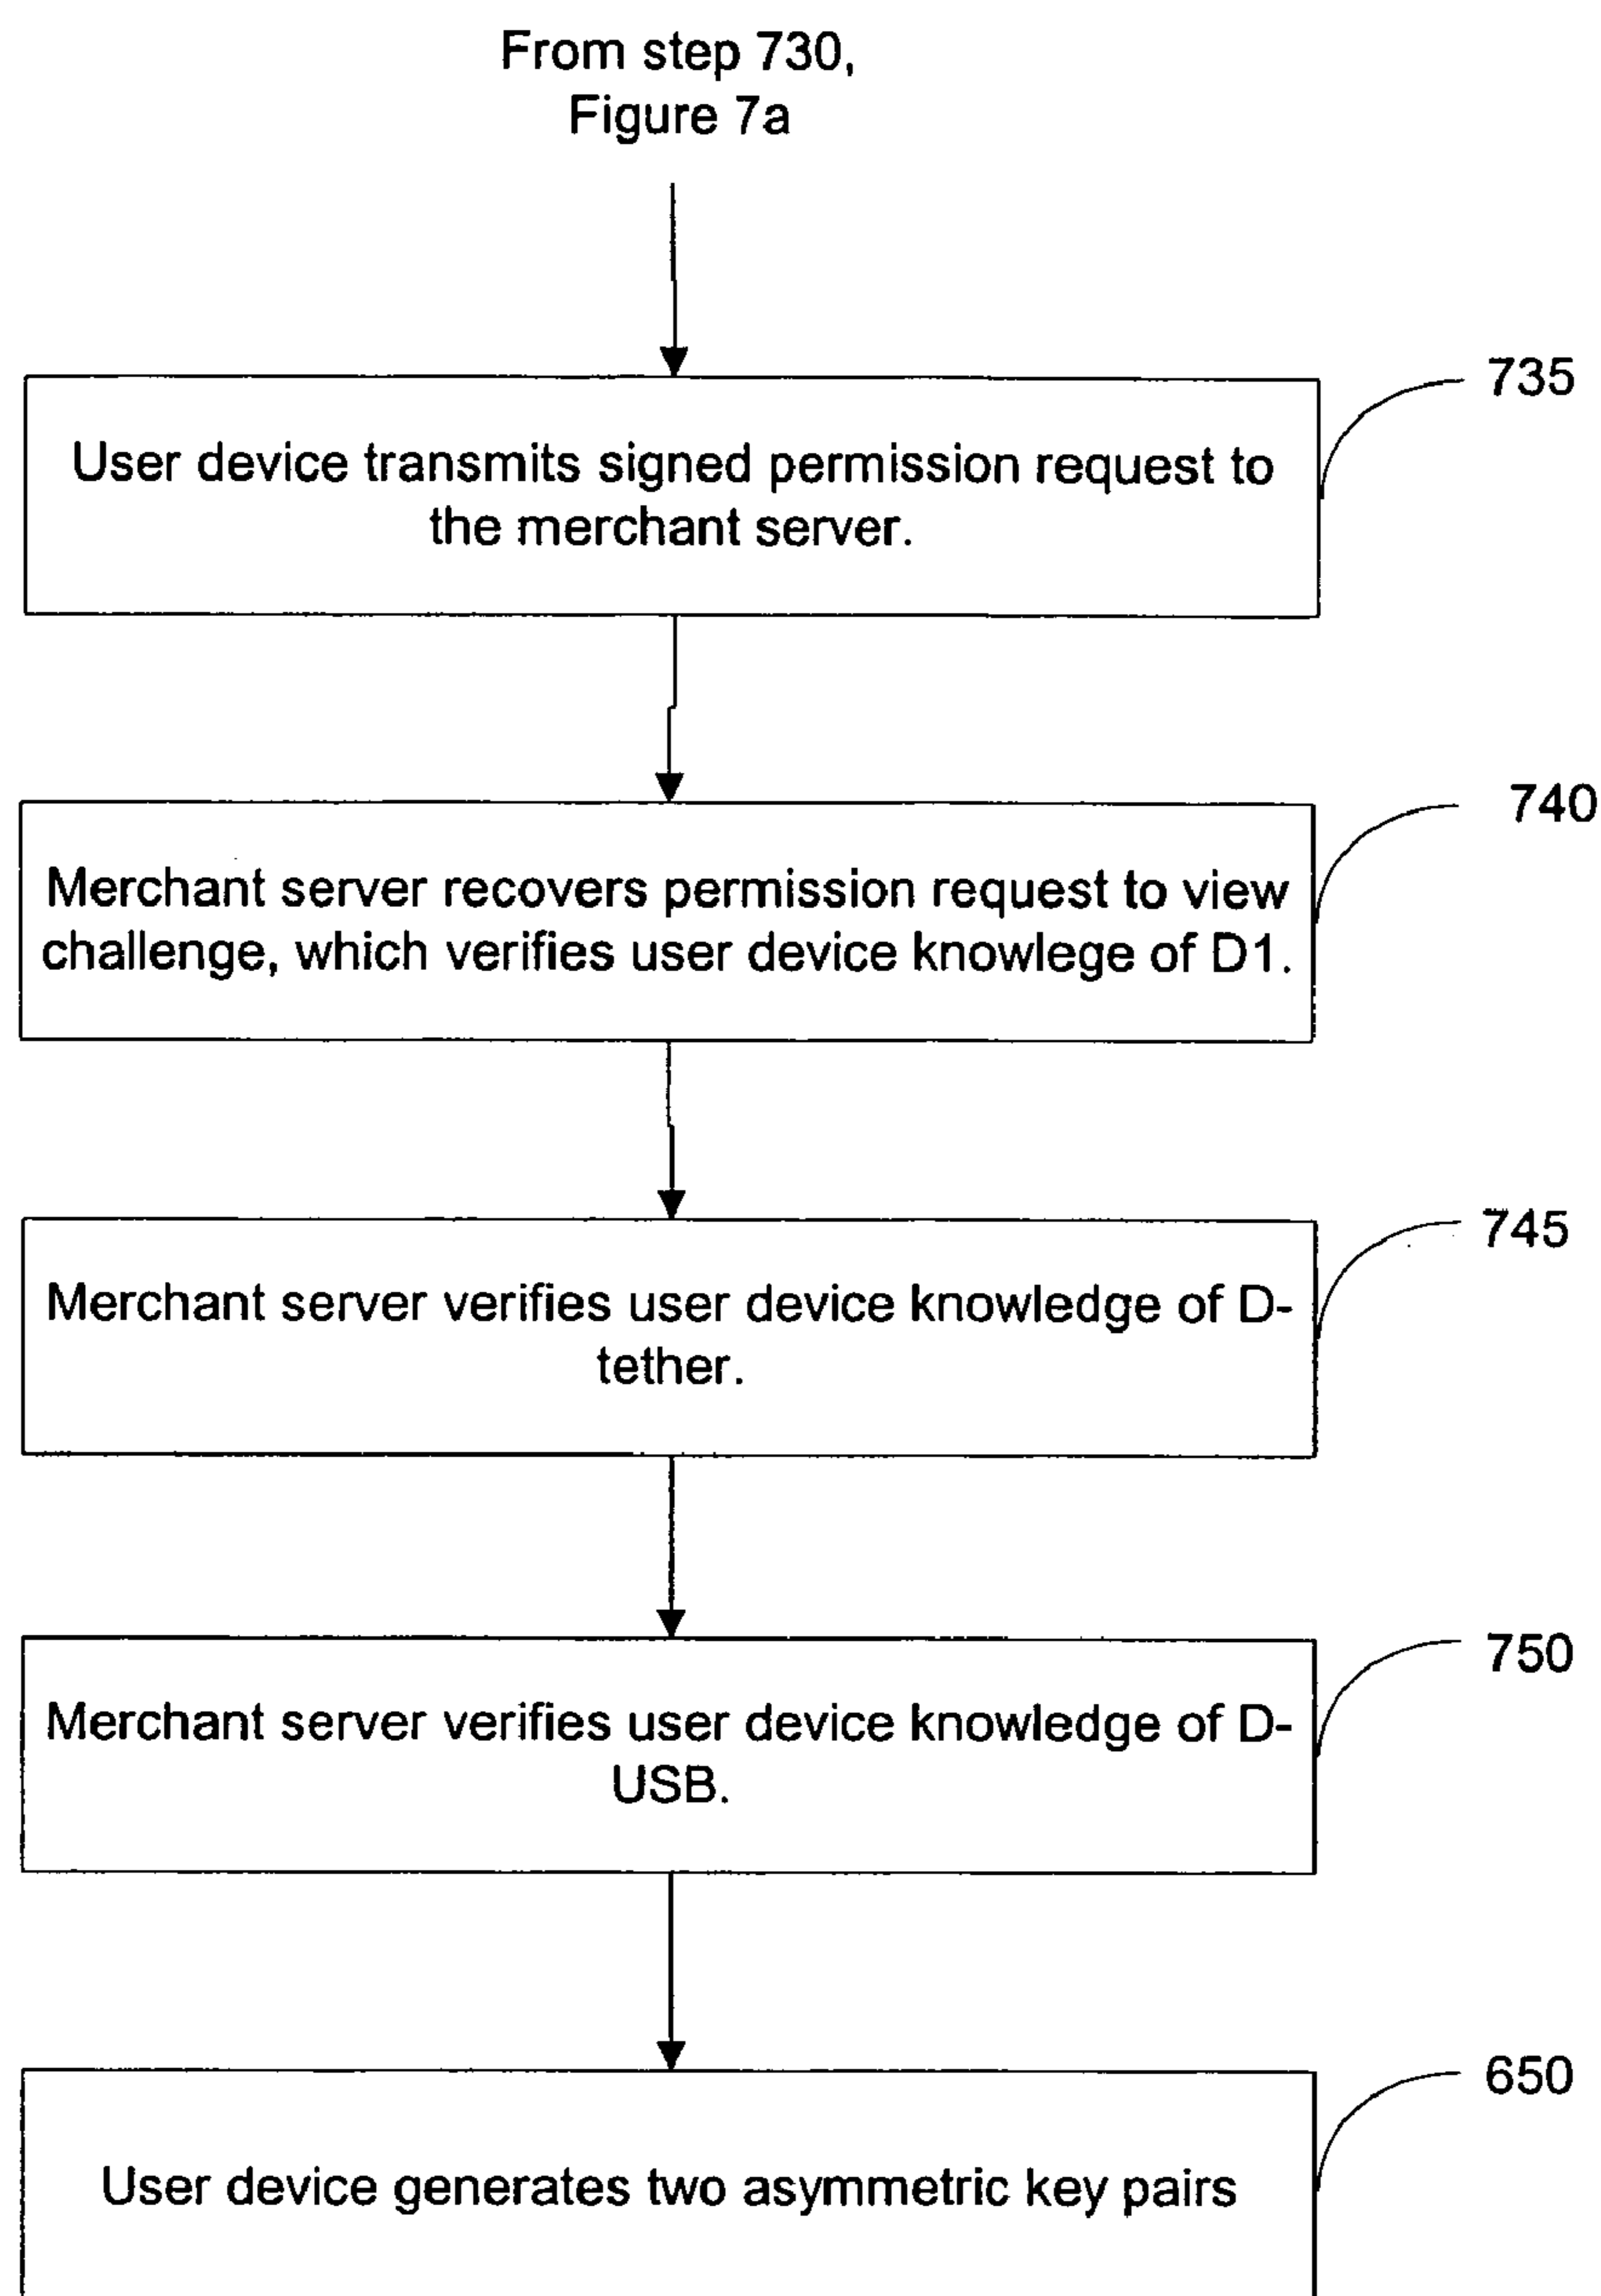 From step 730,
Figure 7a
735
User device transmits signed permission request to
the merchant server.
740
Merchant server recovers permission request to view
challenge, which verifies user device knowlege of D1.
745
Merchant server verifies user device knowledge of D-
tether.
750
Merchant server verifies user device knowledge of D-
USB.
650
User device generates two asymmetric key pairs